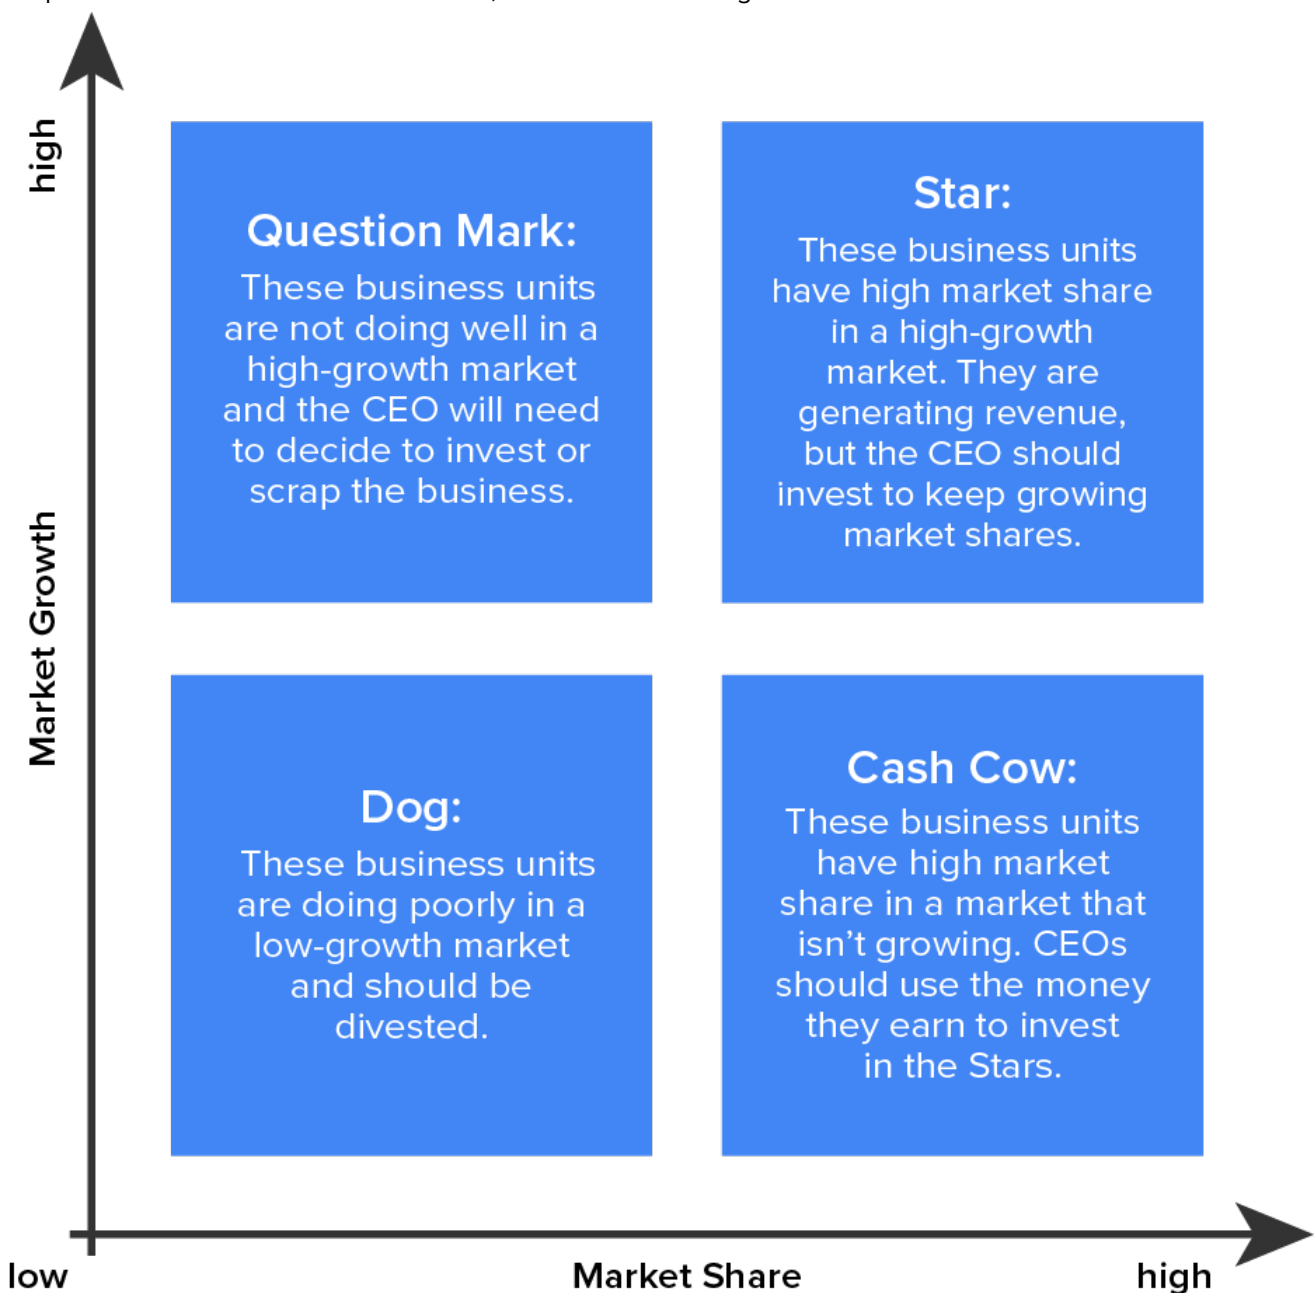 high
Question Mark:
These business units
are not doing well in a
high-growth market
and the CEO will need
to decide to invest or
scrap the business.
Star:
These business units
have high market share
in a high-growth
market. They are
generating revenue,
but the CEO should
invest to keep growing
market shares.
Market Growth
Dog:
These business units
are doing poorly in a
low-growth market
and should be
divested.
Cash Cow:
These business units
have high market
share in a market that
isn’t growing. CEOs
should use the money
they earn to invest
in the Stars.
low
Market Share
high